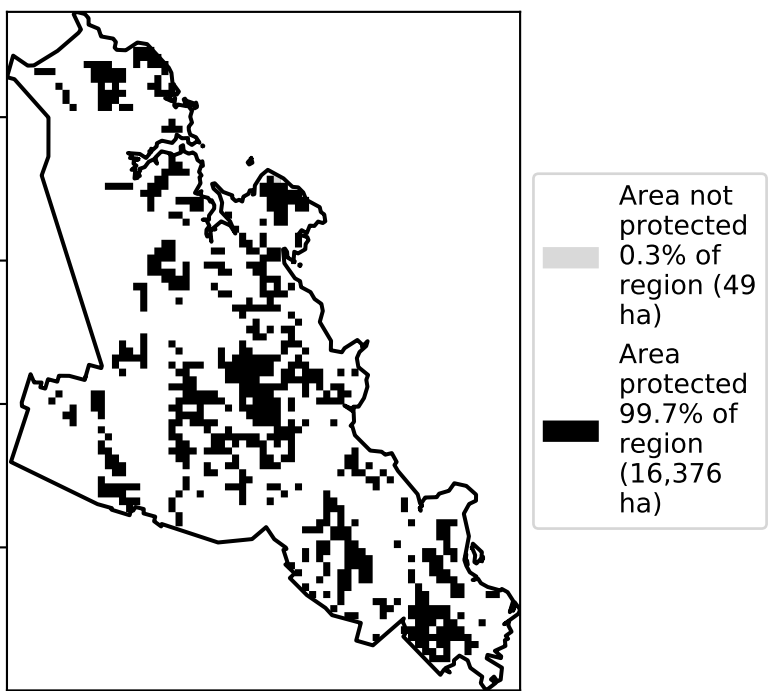 Area not
protected
0.3% of
region (49
ha)
Area
protected
99.7% of
region
(16,376
ha)